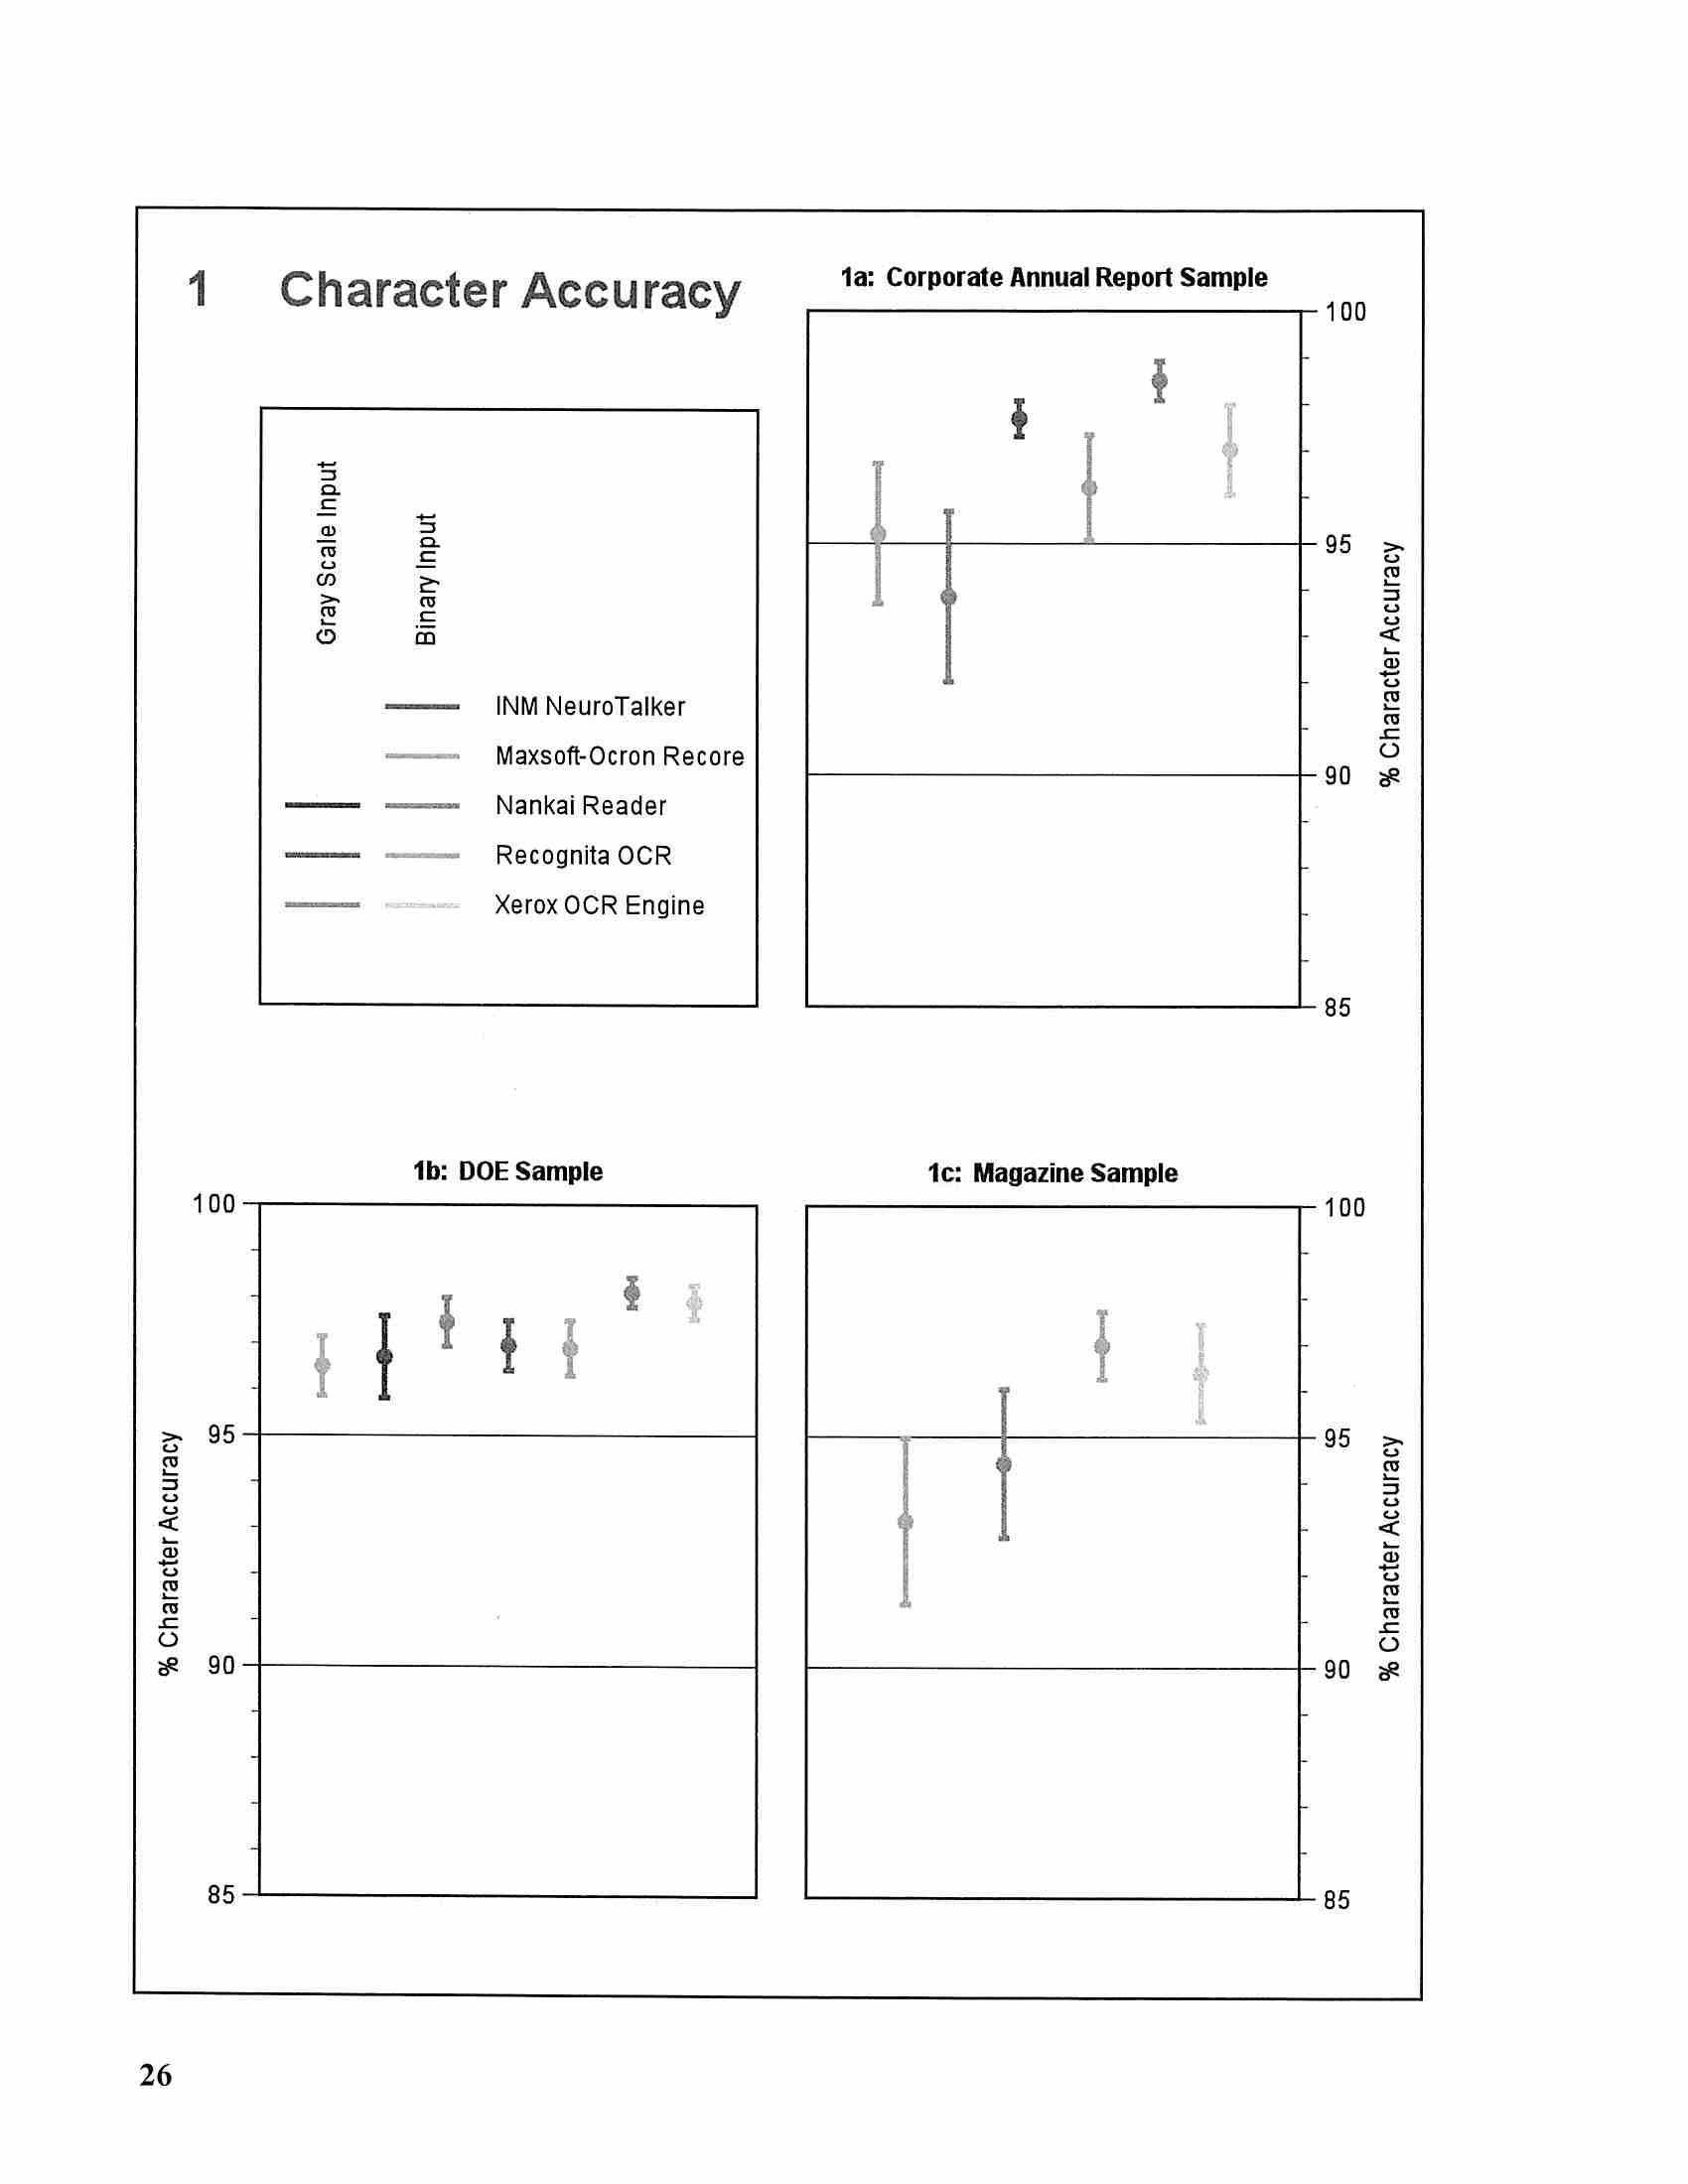 1 Character Accuracy
Gray Scale Input
Binary Input
INM NeuroTalker
Maxsoft-Ocron Recore
Nankai Reader
Recognita OCR
Xerox OCR Engine
1a: Corporate Annual Report Sample
100
95
90
85
% Character Accuracy
1b: DOE Sample
100
95
90
85
% Character Accuracy
1c: Magazine Sample
100
95
90
85
% Character Accuracy
26